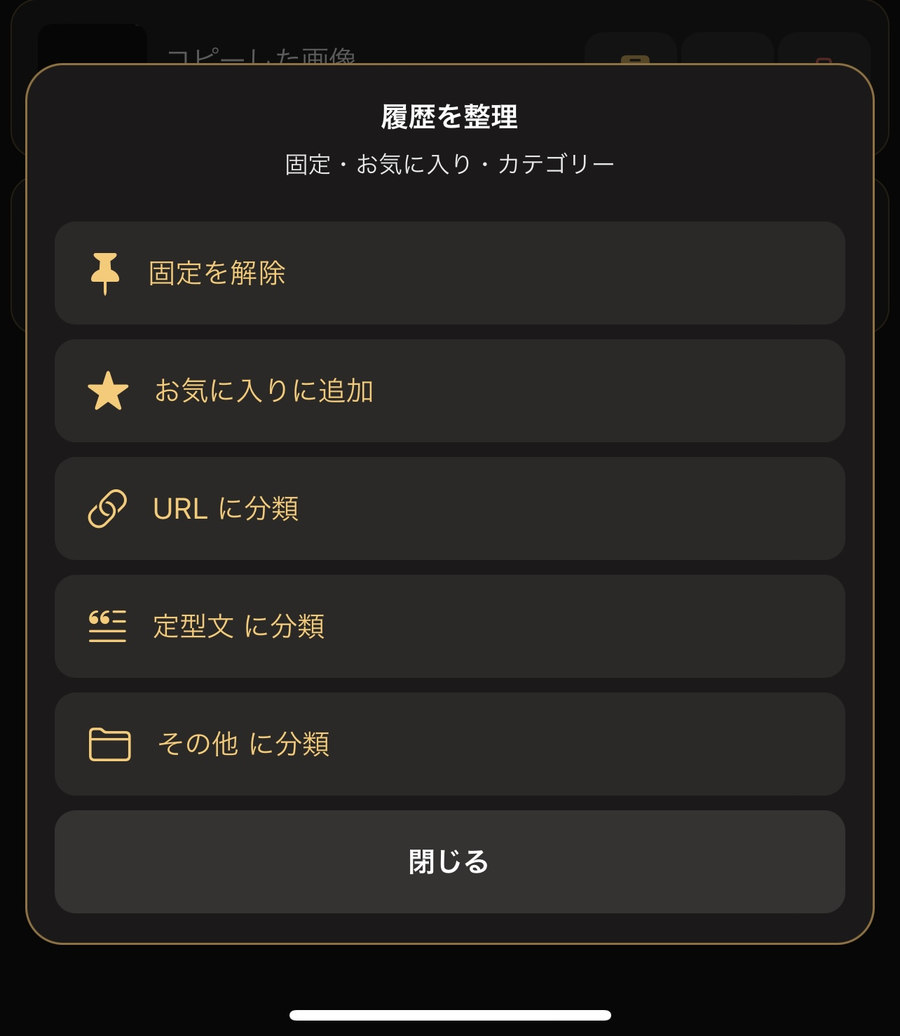 コピーした画像
履歴を整理
固定・お気に入り・カテゴリー
固定を解除
お気に入りに追加
URL に分類
定型文 に分類
その他 に分類
閉じる